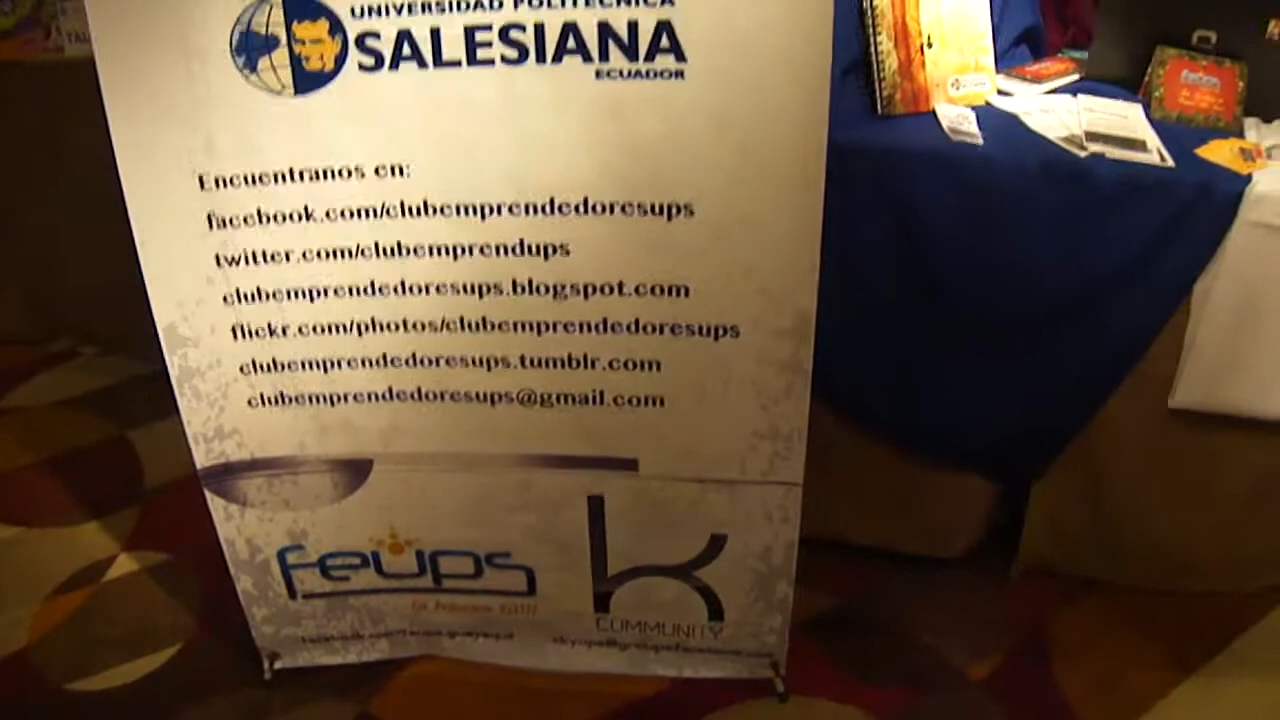 UNIVERSIDAD POLITECNICA
SALESIANA
ECUADOR
Encuentranos en:
facebook.com/clubemprendedoresups
twitter.com/clubemprendups
clubemprendedoresups.blogspot.com
flickr.com/photos/clubemprendedoresups
clubemprendedoresups.tumblr.com
clubemprendedoresups@gmail.com
feups
k
COMMUNITY